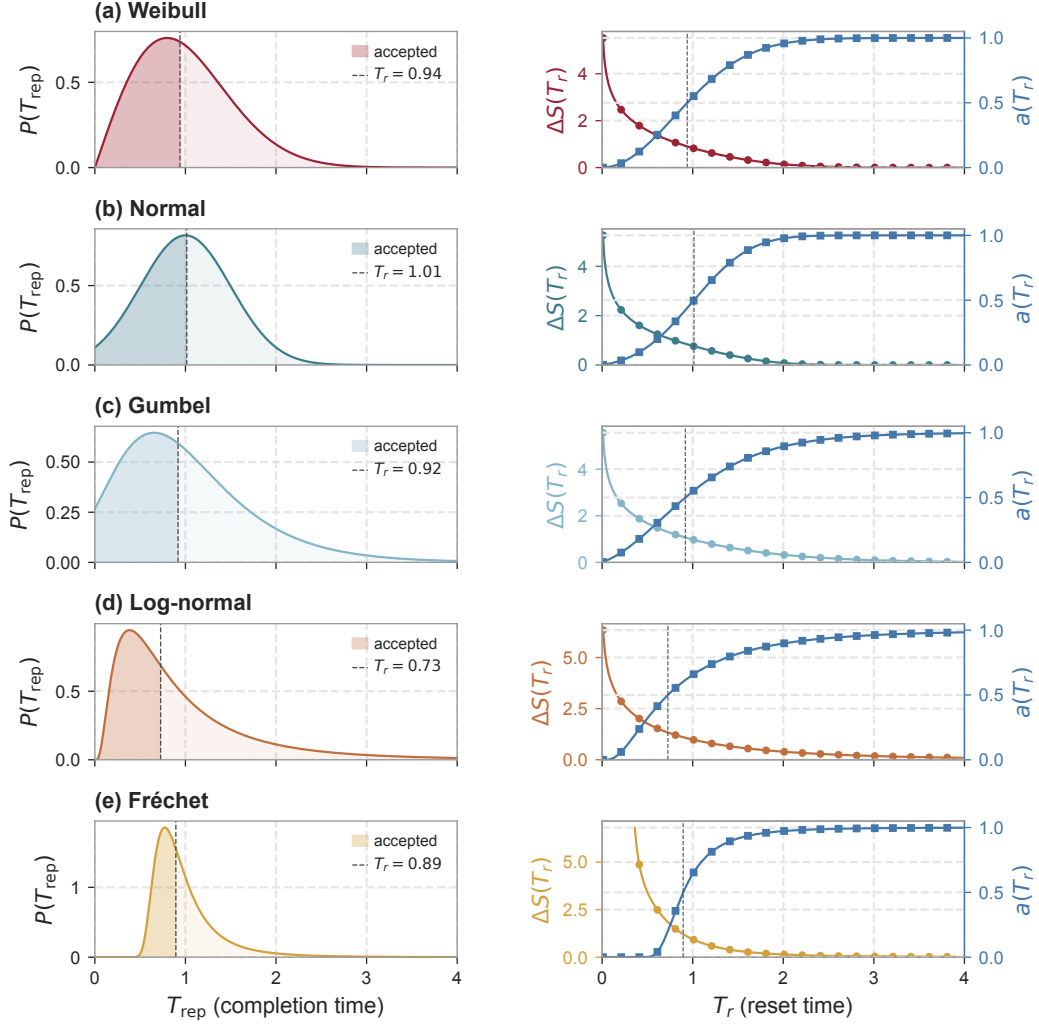 (a) Weibull
P(T_rep)
0.5
0.0
accepted
T_r = 0.94
ΔS(T_r)
4
2
0
1.0
0.5
0.0
a(T_r)
(b) Normal
P(T_rep)
0.5
0.0
accepted
T_r = 1.01
ΔS(T_r)
4
2
0
1.0
0.5
0.0
a(T_r)
(c) Gumbel
P(T_rep)
0.50
0.25
0.00
accepted
T_r = 0.92
ΔS(T_r)
4
2
0
1.0
0.5
0.0
a(T_r)
(d) Log-normal
P(T_rep)
0.5
0.0
accepted
T_r = 0.73
ΔS(T_r)
5.0
2.5
0.0
1.0
0.5
0.0
a(T_r)
(e) Fréchet
P(T_rep)
1
0
accepted
T_r = 0.89
0 1 2 3 4
T_rep (completion time)
ΔS(T_r)
5.0
2.5
0.0
1.0
0.5
0.0
a(T_r)
0 1 2 3 4
T_r (reset time)